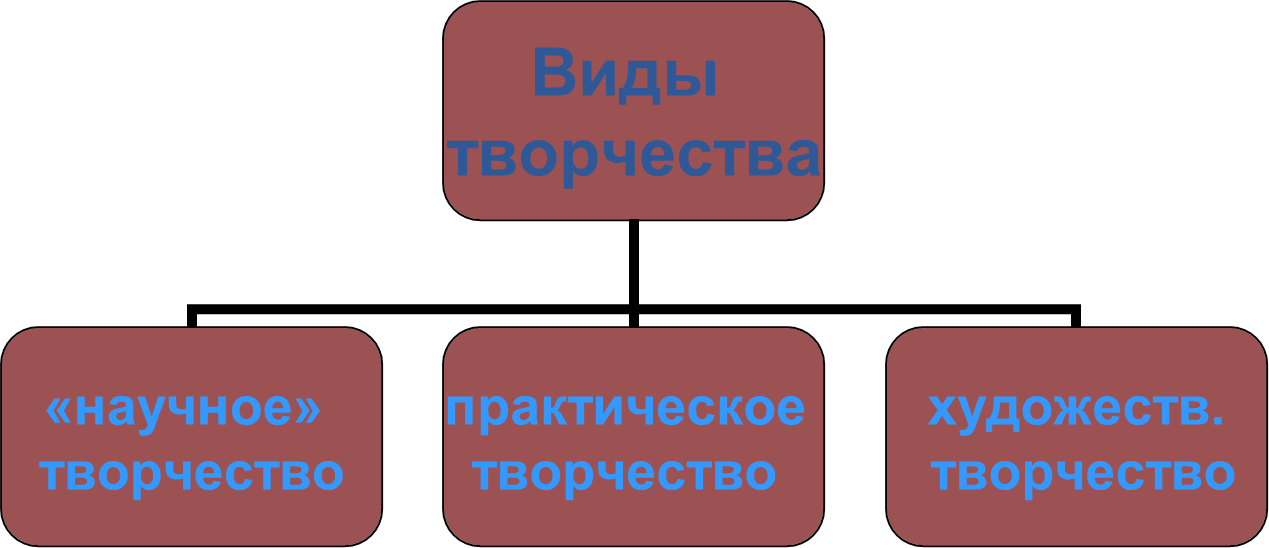 Виды
творчества
«научное»
творчество
практическое
творчество
художеств.
творчество